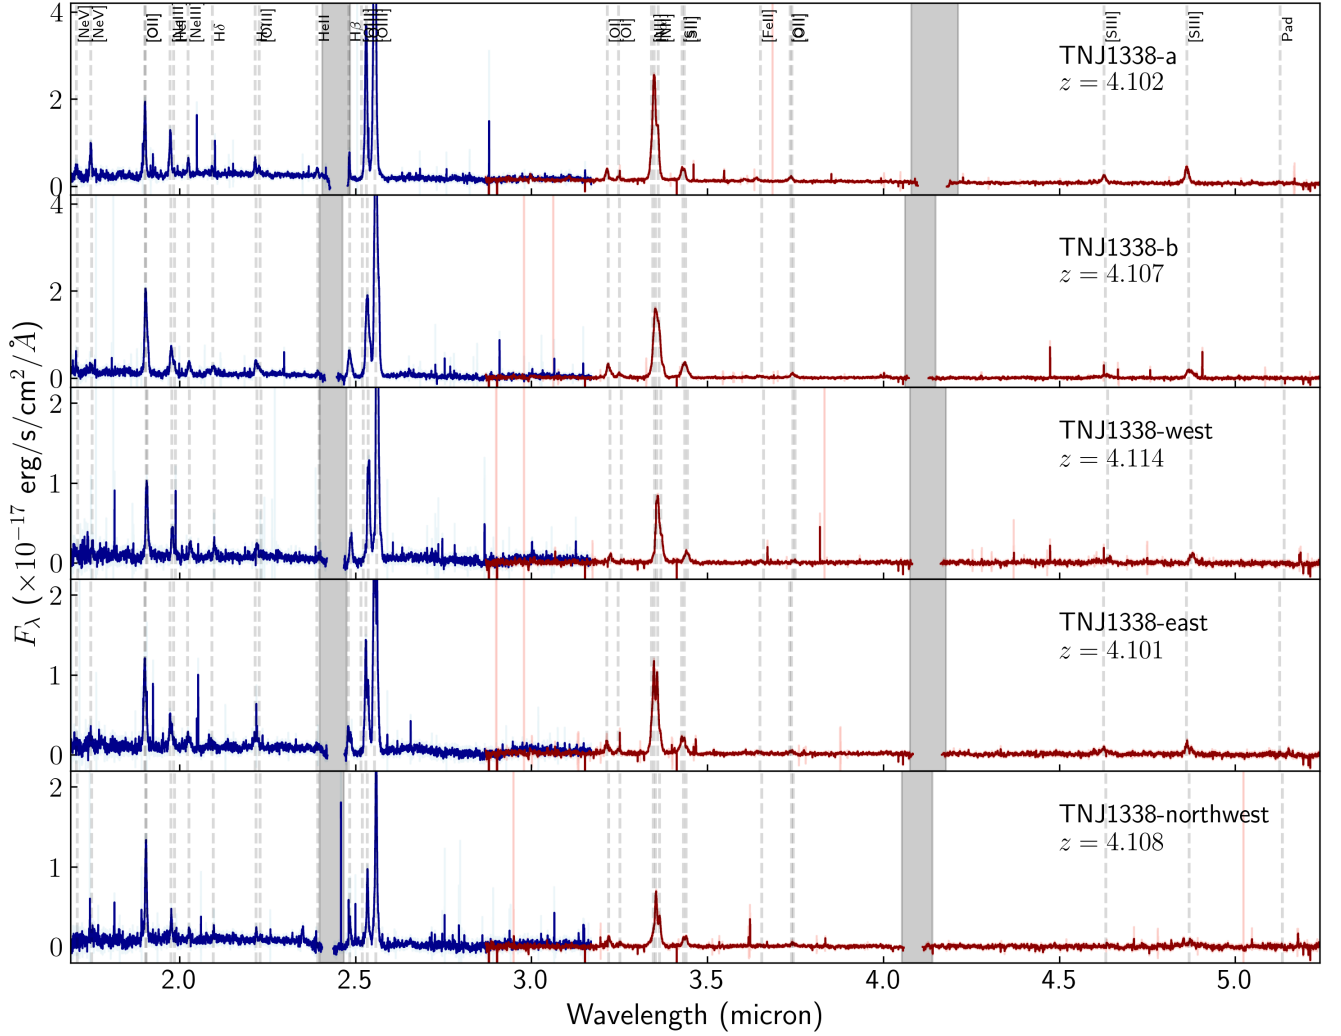 [NeV]
[NeV]
[OII]
[NeIII]
Hδ
[OIII]
HeII
Hβ
[OIII]
[OIII]
[OI]
[OI]
[NII]
[SII]
[FeII]
[OII]
[SIII]
[SIII]
Pad
4
2
0
TNJ1338-a
z = 4.102
4
2
0
TNJ1338-b
z = 4.107
2
1
0
TNJ1338-west
z = 4.114
2
1
0
TNJ1338-east
z = 4.101
2
1
0
TNJ1338-northwest
z = 4.108
F_λ (×10^−17 erg/s/cm²/Å)
2.0 2.5 3.0 3.5 4.0 4.5 5.0
Wavelength (micron)